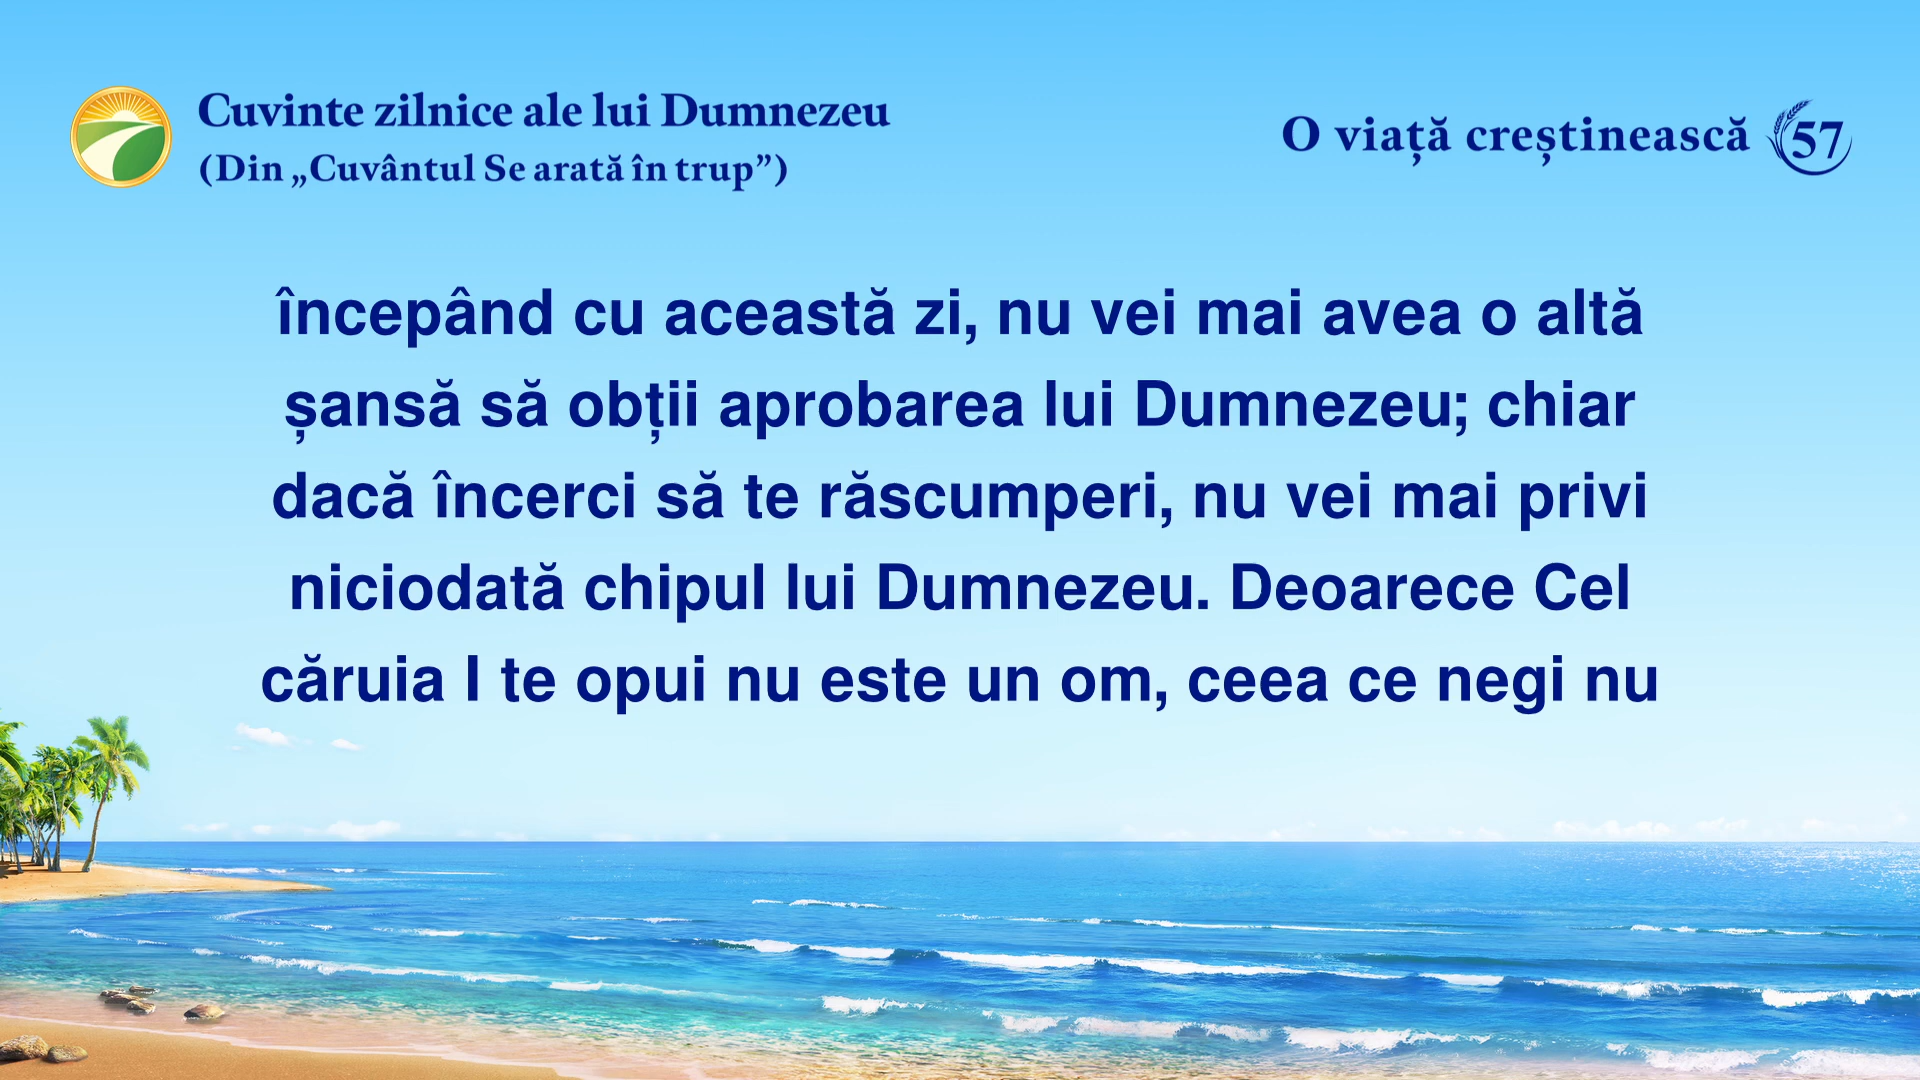 Cuvinte zilnice ale lui Dumnezeu
(Din „Cuvântul Se arată în trup”)
O viață creștinească 57
începând cu această zi, nu vei mai avea o altă
șansă să obții aprobarea lui Dumnezeu; chiar
dacă încerci să te răscumperi, nu vei mai privi
niciodată chipul lui Dumnezeu. Deoarece Cel
căruia I te opui nu este un om, ceea ce negi nu